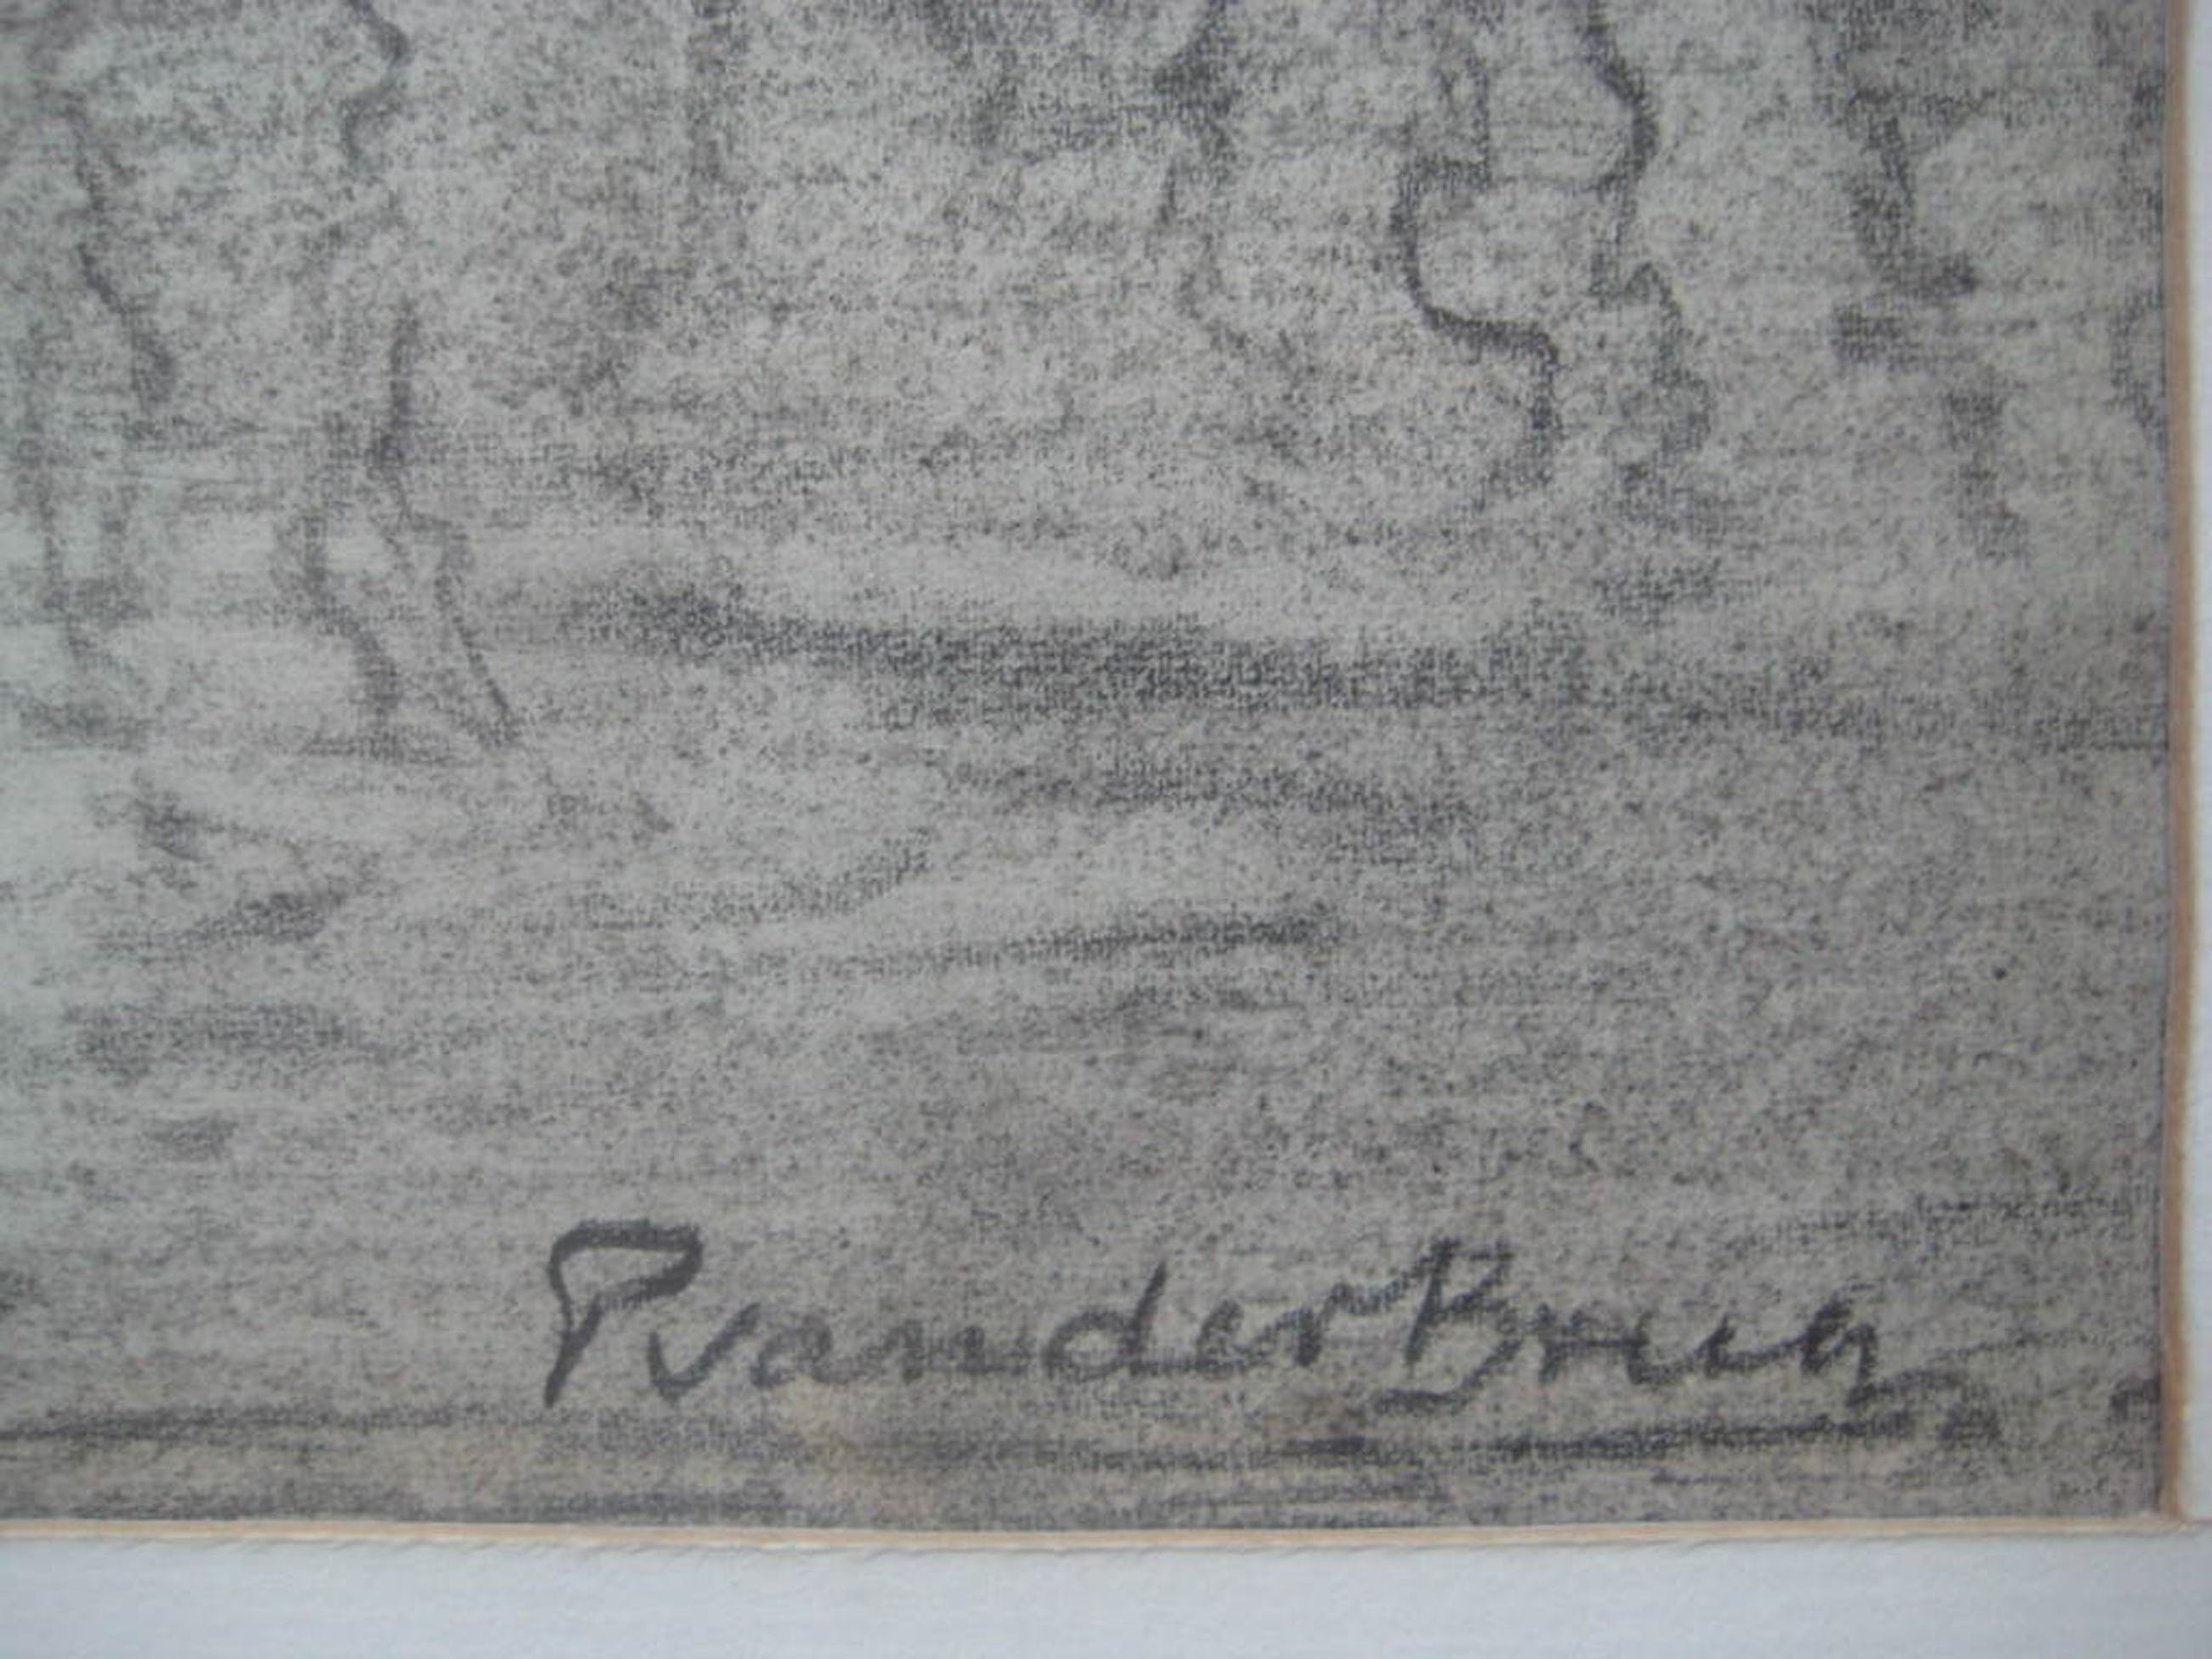 P van der Brug